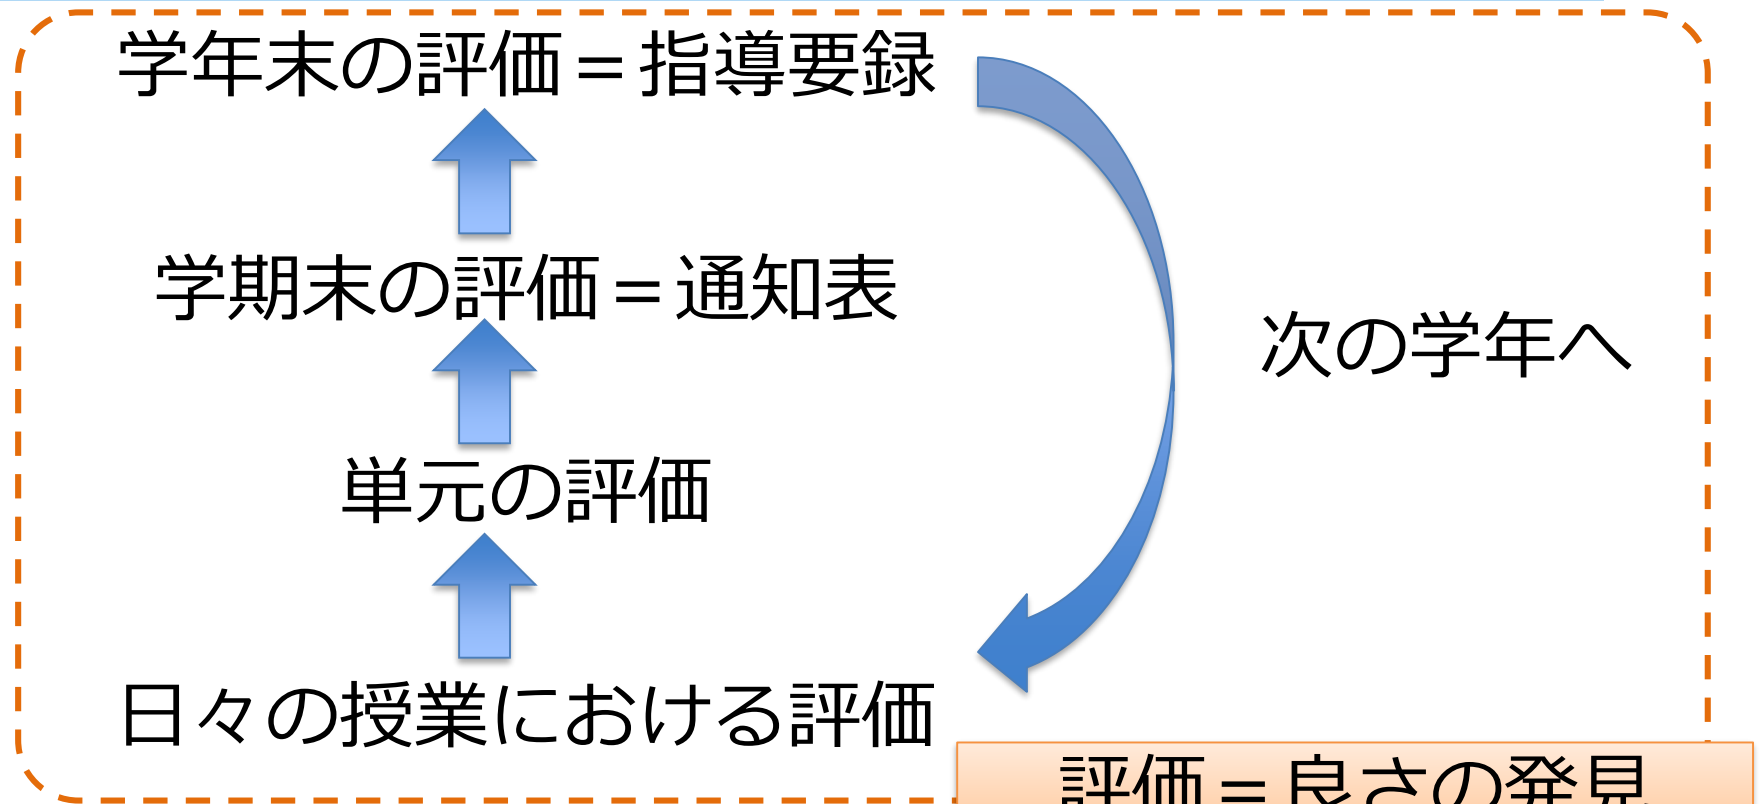 学年末の評価＝指導要録
学期末の評価＝通知表
次の学年へ
単元の評価
日々の授業における評価
評価＝良さの発見